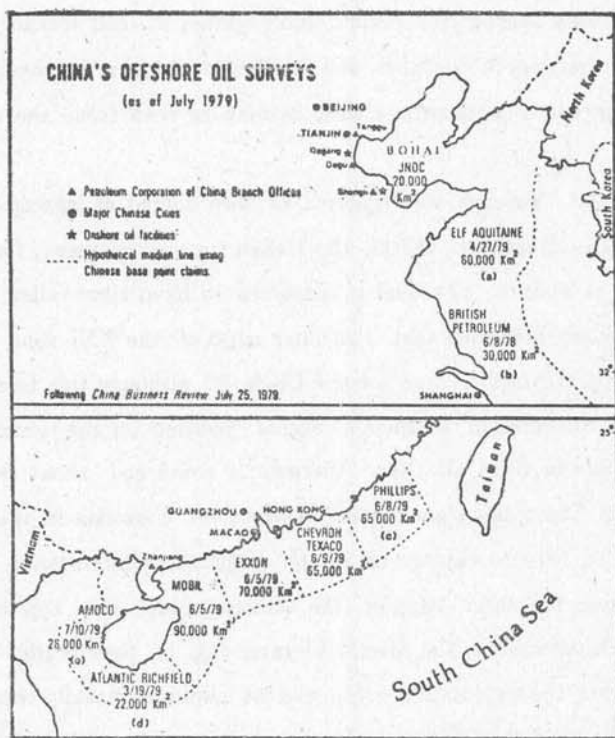 CHINA'S OFFSHORE OIL SURVEYS
(as of July 1979)
BEIJING
TIANJIN
Tanggu
Dagang
Shengli
BOHAI
JNOC
20,000
Km²
North Korea
South Korea
Petroleum Corporation of China Branch Offices
Major Chinese Cities
Onshore oil facilities
Hypothetical median line using
Chinese base point claims.
ELF AQUITAINE
4/27/79
60,000 Km²
(a)
BRITISH
PETROLEUM
6/8/78
30,000 Km²
(b)
32°
SHANGHAI
Following China Business Review July 25, 1979.
25°
Taiwan
PHILLIPS
6/8/79
65,000 Km²
(c)
GUANGZHOU
HONG KONG
MACAO
CHEVRON
TEXACO
6/9/79
65,000 Km²
Vietnam
Zhanjiang
EXXON
6/5/79
70,000 Km²
MOBIL
6/5/79
90,000 Km²
AMOCO
7/10/79
Km²
ATLANTIC RICHFIELD
3/19/79
22,000 Km²
(d)
South China Sea